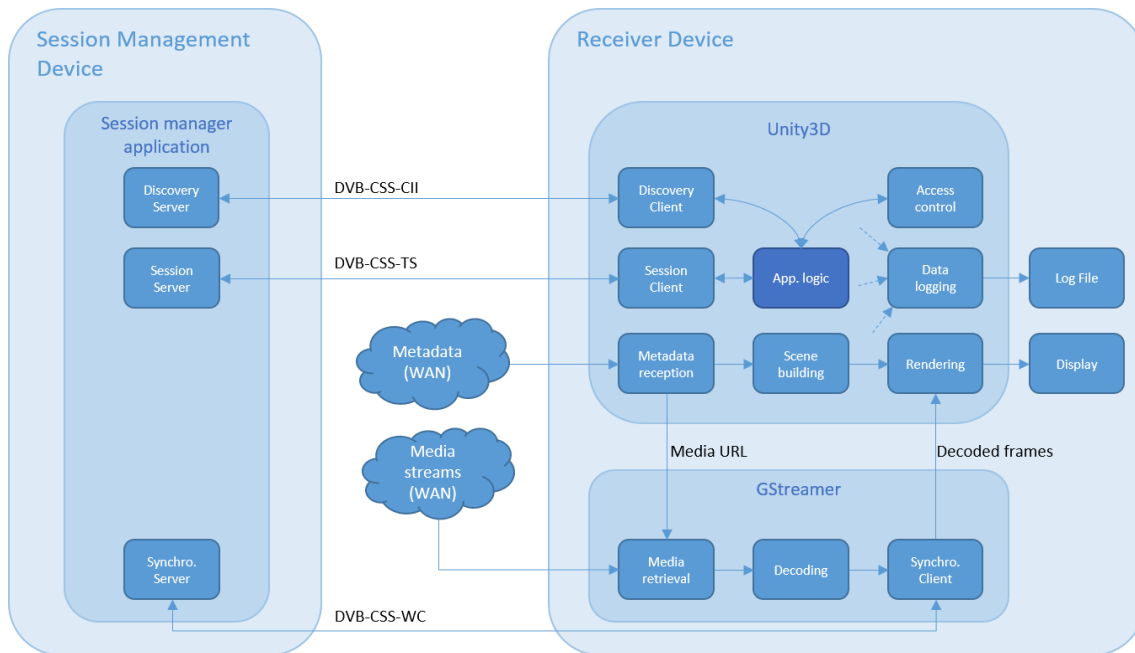 Session Management
Device
Receiver Device
Session manager
application
Unity3D
Discovery
Server
DVB-CSS-CII
Discovery
Client
Access
control
Session
Server
DVB-CSS-TS
Session
Client
App. logic
Data
logging
Log File
Metadada
(WAN)
Metadata
reception
Scene
building
Rendering
Display
Media
streams
(WAN)
Media URL
Decoded frames
GStreamer
Synchro.
Server
Media
retrieval
Decoding
Synchro.
Client
DVB-CSS-WC